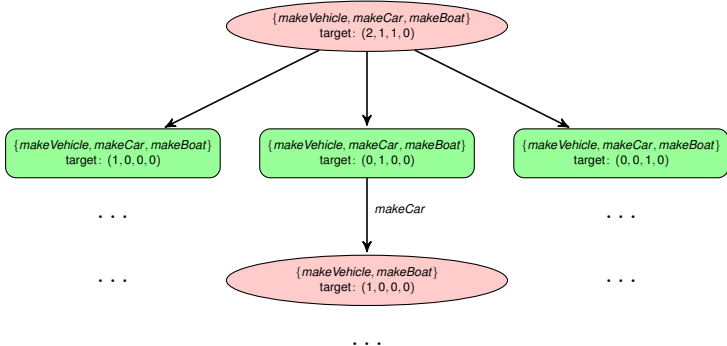 {makeVehicle, makeCar, makeBoat}
target: (2,1,1,0)
{makeVehicle, makeCar, makeBoat}
target: (1,0,0,0)
{makeVehicle, makeCar, makeBoat}
target: (0,1,0,0)
{makeVehicle, makeCar, makeBoat}
target: (0,0,1,0)
. . .
makeCar
. . .
. . .
{makeVehicle, makeBoat}
target: (1,0,0,0)
. . .
. . .